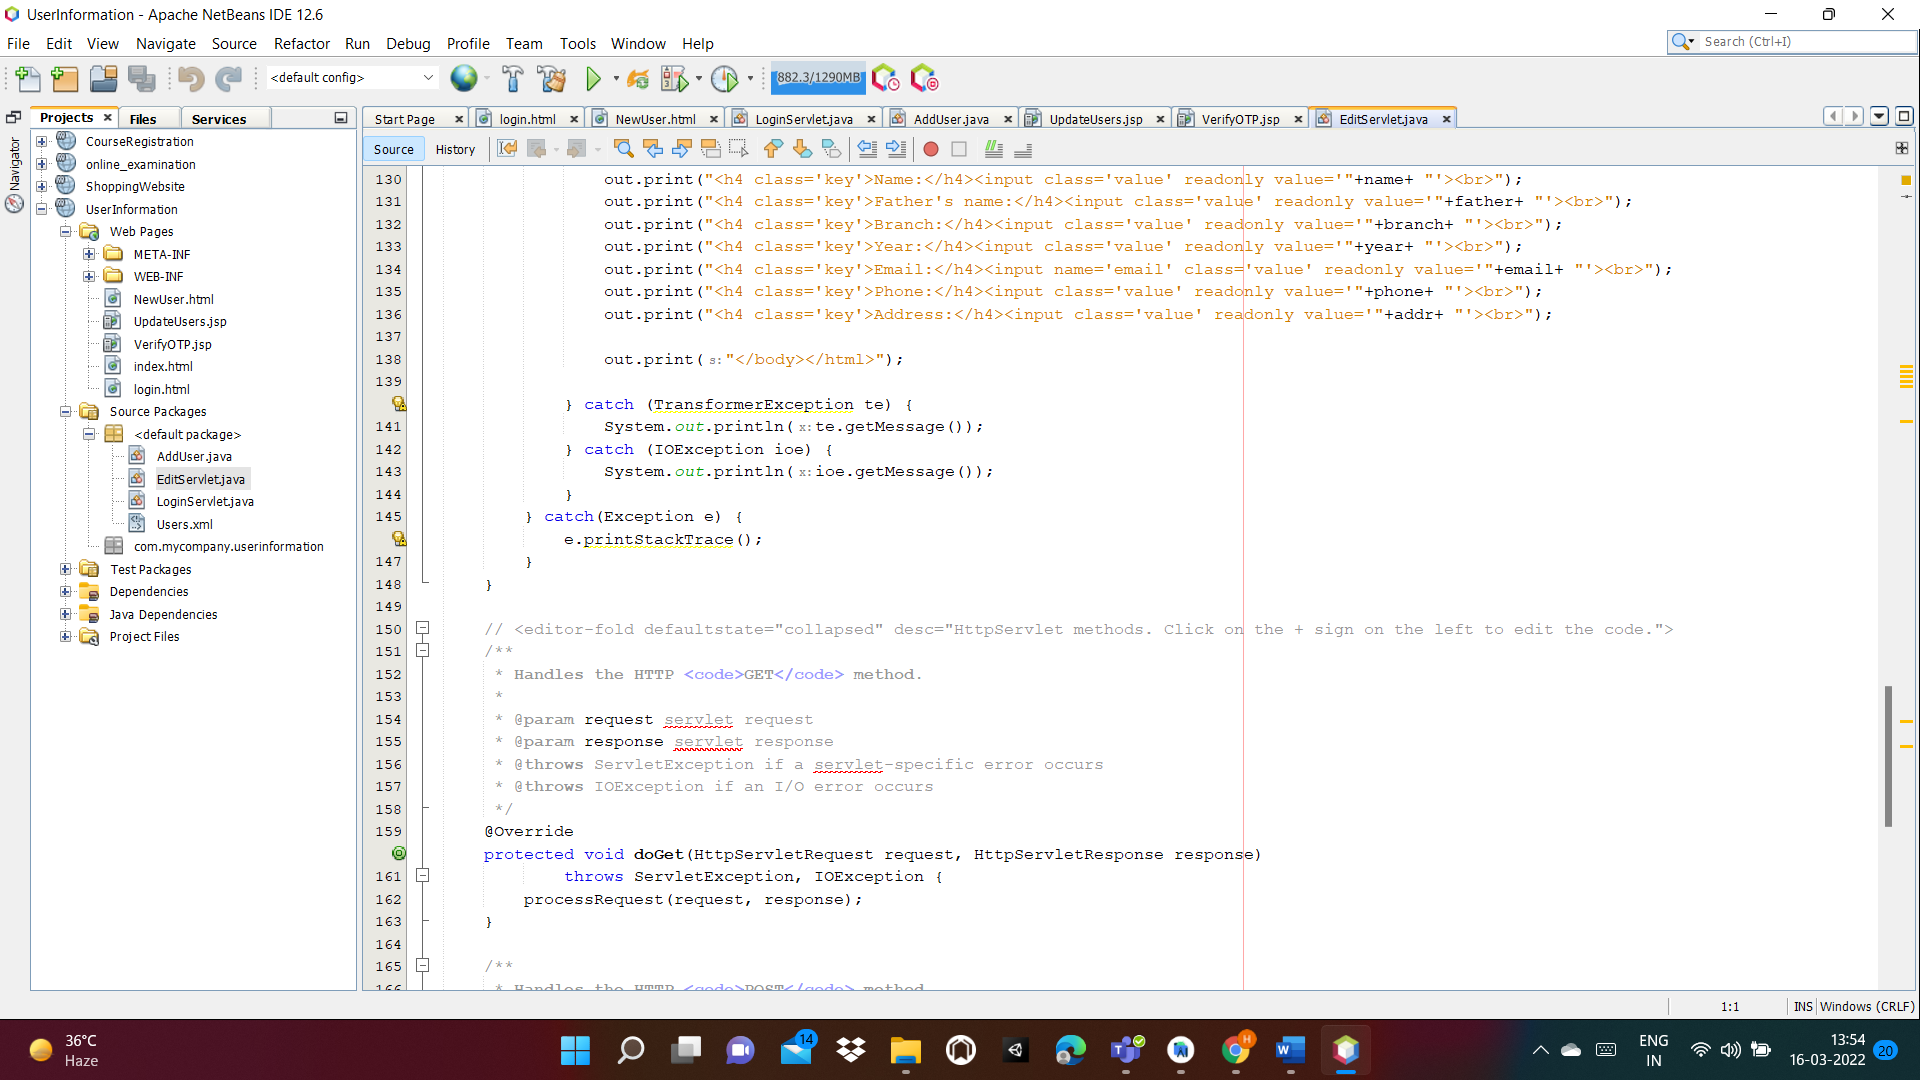 UserInformation - Apache NetBeans IDE 12.6
File Edit View Navigate Source Refactor Run Debug Profile Team Tools Window Help
Search (Ctrl+I)
<default config>
882.3/1290MB
Projects Files Services
Start Page login.html NewUser.html LoginServlet.java AddUser.java UpdateUsers.jsp VerifyOTP.jsp EditServlet.java
Source History
Navigator
CourseRegistration
online_examination
ShoppingWebsite
UserInformation
Web Pages
META-INF
WEB-INF
NewUser.html
UpdateUsers.jsp
VerifyOTP.jsp
index.html
login.html
Source Packages
<default package>
AddUser.java
EditServlet.java
LoginServlet.java
Users.xml
com.mycompany.userinformation
Test Packages
Dependencies
Java Dependencies
Project Files
130 out.print("<h4 class='key'>Name:</h4><input class='value' readonly value='"+name+ "'><br>");
131 out.print("<h4 class='key'>Father's name:</h4><input class='value' readonly value='"+father+ "'><br>");
132 out.print("<h4 class='key'>Branch:</h4><input class='value' readonly value='"+branch+ "'><br>");
133 out.print("<h4 class='key'>Year:</h4><input class='value' readonly value='"+year+ "'><br>");
134 out.print("<h4 class='key'>Email:</h4><input name='email' class='value' readonly value='"+email+ "'><br>");
135 out.print("<h4 class='key'>Phone:</h4><input class='value' readonly value='"+phone+ "'><br>");
136 out.print("<h4 class='key'>Address:</h4><input class='value' readonly value='"+addr+ "'><br>");
137
138 out.print( s: "</body></html>");
139
} catch (TransformerException te) {
141 System.out.println( x: te.getMessage());
142 } catch (IOException ioe) {
143 System.out.println( x: ioe.getMessage());
144 }
145 } catch(Exception e) {
e.printStackTrace();
147 }
148 }
149
150 // <editor-fold defaultstate="collapsed" desc="HttpServlet methods. Click on the + sign on the left to edit the code.">
151 /**
152 * Handles the HTTP <code>GET</code> method.
153 *
154 * @param request servlet request
155 * @param response servlet response
156 * @throws ServletException if a servlet-specific error occurs
157 * @throws IOException if an I/O error occurs
158 */
159 @Override
protected void doGet(HttpServletRequest request, HttpServletResponse response)
161 throws ServletException, IOException {
162 processRequest(request, response);
163 }
164
165 /**
166 * Handles the HTTP <code>POST</code> method
1:1 INS Windows (CRLF)
36°C
Haze
14
H
ENG
IN
13:54
16-03-2022
20